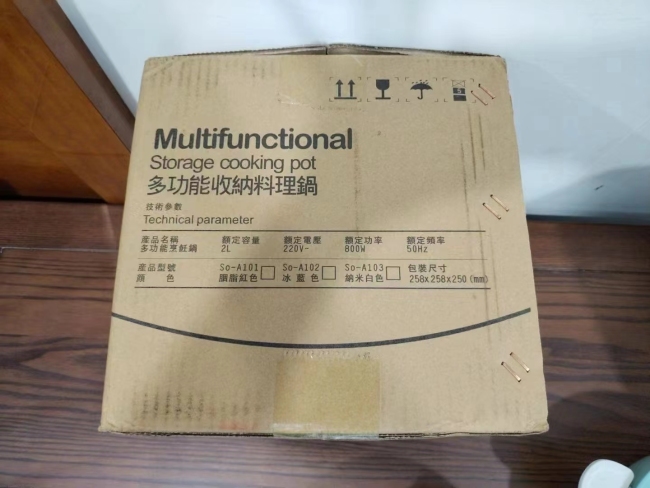 Multifunctional
Storage cooking pot
多功能收納料理鍋
技術參數
Technical parameter
產品名稱 額定容量 額定電壓 額定功率 額定頻率
多功能烹飪鍋 2L 220V~ 800W 50Hz
產品型號 So-A101 So-A102 So-A103 包裝尺寸
顏 色 胭脂紅色 冰藍色 納米白色 258x258x250(mm)